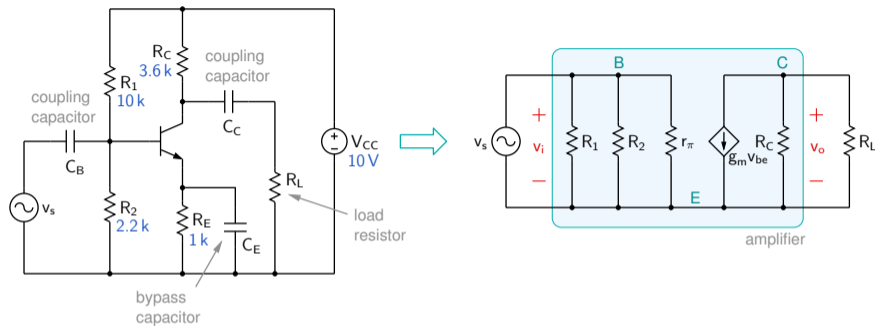 R1
10 k
RC
3.6 k
coupling
capacitor
coupling
capacitor
CB
CC
VCC
10 V
+
−
vs
R2
2.2 k
RE
1 k
CE
RL
load
resistor
bypass
capacitor
B
C
+
vi
−
vs
R1
R2
rπ
gmvbe
RC
+
vo
−
RL
E
amplifier